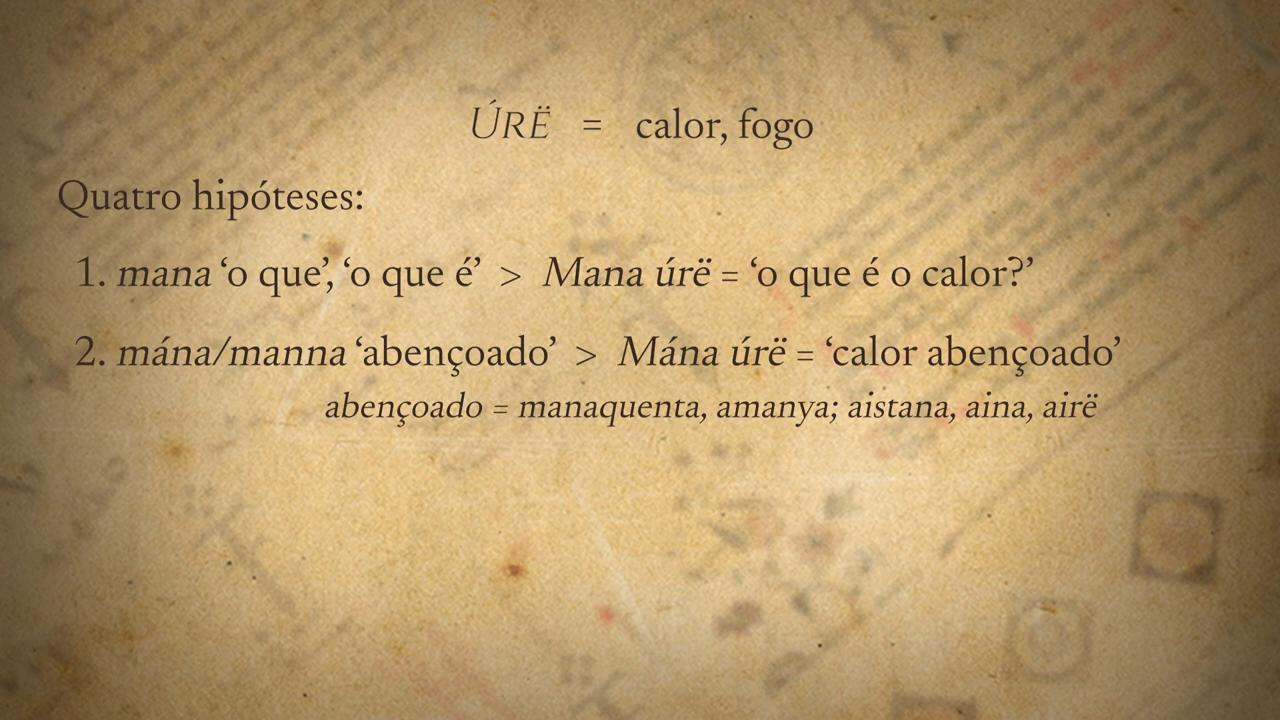 ÚRË = calor, fogo
Quatro hipóteses:
1. mana ‘o que’, ‘o que é’ > Mana úrë = ‘o que é o calor?’
2. mána/manna ‘abençoado’ > Mána úrë = ‘calor abençoado’
abençoado = manaquenta, amanya; aistana, aina, airë